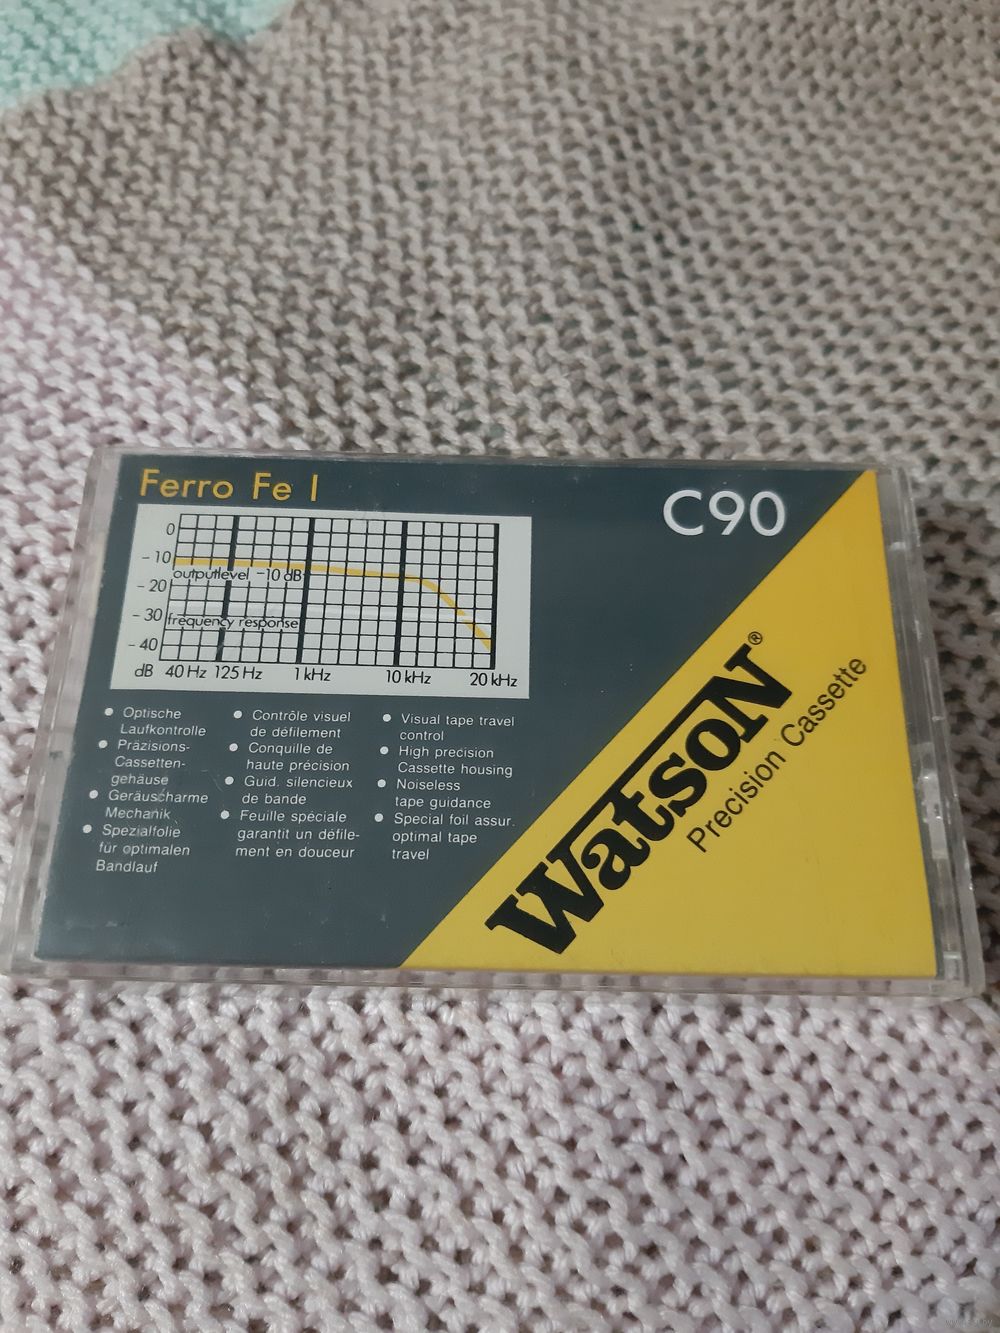 Ferro Fe I
C90
0
-10
outputlevel -10 dB
-20
-30
frequency response
-40
dB 40 Hz 125 Hz 1 kHz 10 kHz 20 kHz
• Optische
Laufkontrolle
• Präzisions-
Cassetten-
gehäuse
• Geräuscharme
Mechanik
• Spezialfolie
für optimalen
Bandlauf
• Contrôle visuel
de défilement
• Conquille de
haute précision
• Guid. silencieux
de bande
• Feuille spéciale
garantit un défile-
ment en douceur
• Visual tape travel
control
• High precision
Cassette housing
• Noiseless
tape guidance
• Special foil assur.
optimal tape
travel
Watson®
Precision Cassette